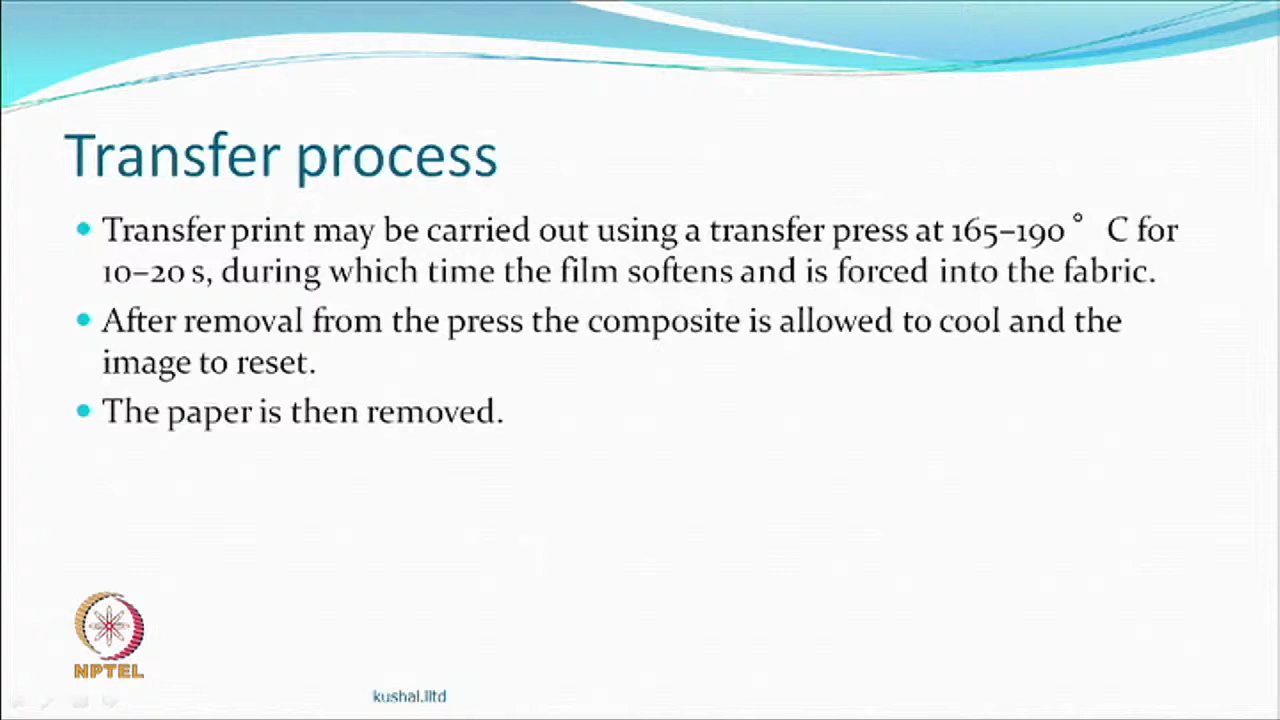 Transfer process
Transfer print may be carried out using a transfer press at 165–190° C for
10–20 s, during which time the film softens and is forced into the fabric.
After removal from the press the composite is allowed to cool and the
image to reset.
The paper is then removed.
NPTEL
kushal.iitd